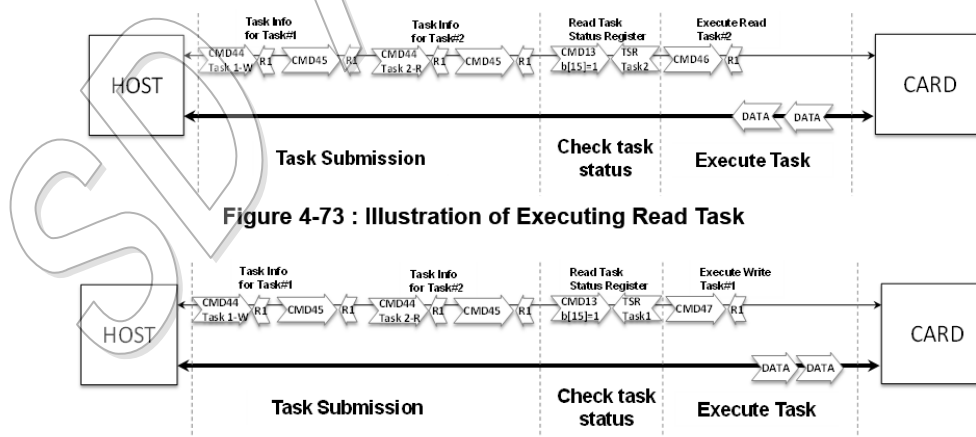 Task Info
for Task#1
Task Info
for Task#2
Read Task
Status Register
Execute Read
Task#2
HOST
CMD44
Task 1-W
R1
CMD45
R1
CMD44
Task 2-R
R1
CMD45
R1
CMD13
b[15]=1
TSR
Task2
CMD46
R1
CARD
DATA
DATA
Task Submission
Check task
status
Execute Task
Figure 4-73 : Illustration of Executing Read Task
Task Info
for Task#1
Task Info
for Task#2
Read Task
Status Register
Execute Write
Task#1
HOST
CMD44
Task 1-W
R1
CMD45
R1
CMD44
Task 2-R
R1
CMD45
R1
CMD13
b[15]=1
TSR
Task1
CMD47
R1
CARD
DATA
DATA
Task Submission
Check task
status
Execute Task